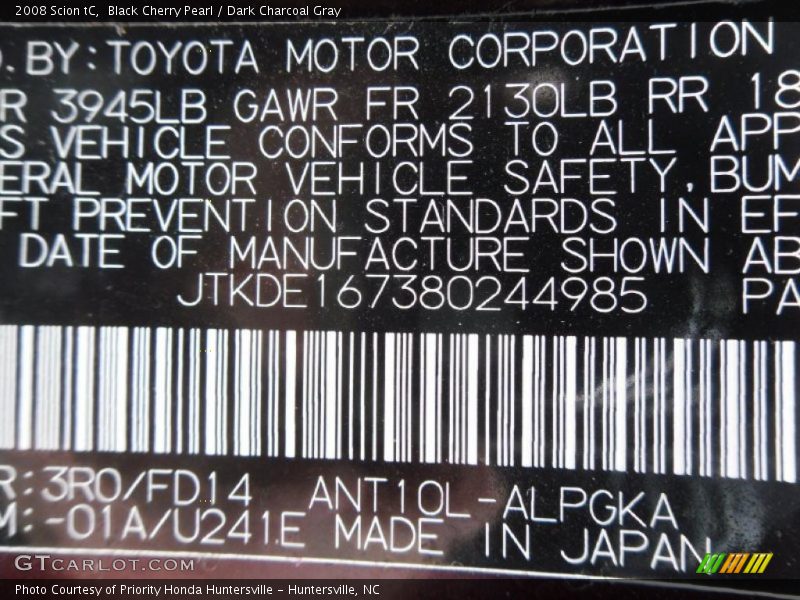 2008 Scion tC, Black Cherry Pearl / Dark Charcoal Gray
D. BY: TOYOTA MOTOR CORPORATION
R 3945LB GAWR FR 2130LB RR 18
S VEHICLE CONFORMS TO ALL APP
ERAL MOTOR VEHICLE SAFETY, BUM
FT PREVENTION STANDARDS IN EF
DATE OF MANUFACTURE SHOWN AB
JTKDE167380244985 PA
R:3R0/FD14 ANT10L-ALPGKA
M:-01A/U241E MADE IN JAPAN
GTCARLOT.COM
Photo Courtesy of Priority Honda Huntersville - Huntersville, NC